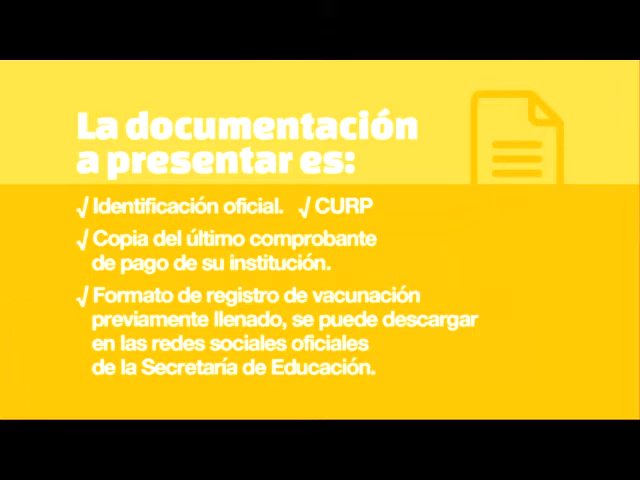 La documentación
a presentar es:
√ Identificación oficial. √ CURP
√ Copia del último comprobante
de pago de su institución.
√ Formato de registro de vacunación
previamente llenado, se puede descargar
en las redes sociales oficiales
de la Secretaría de Educación.